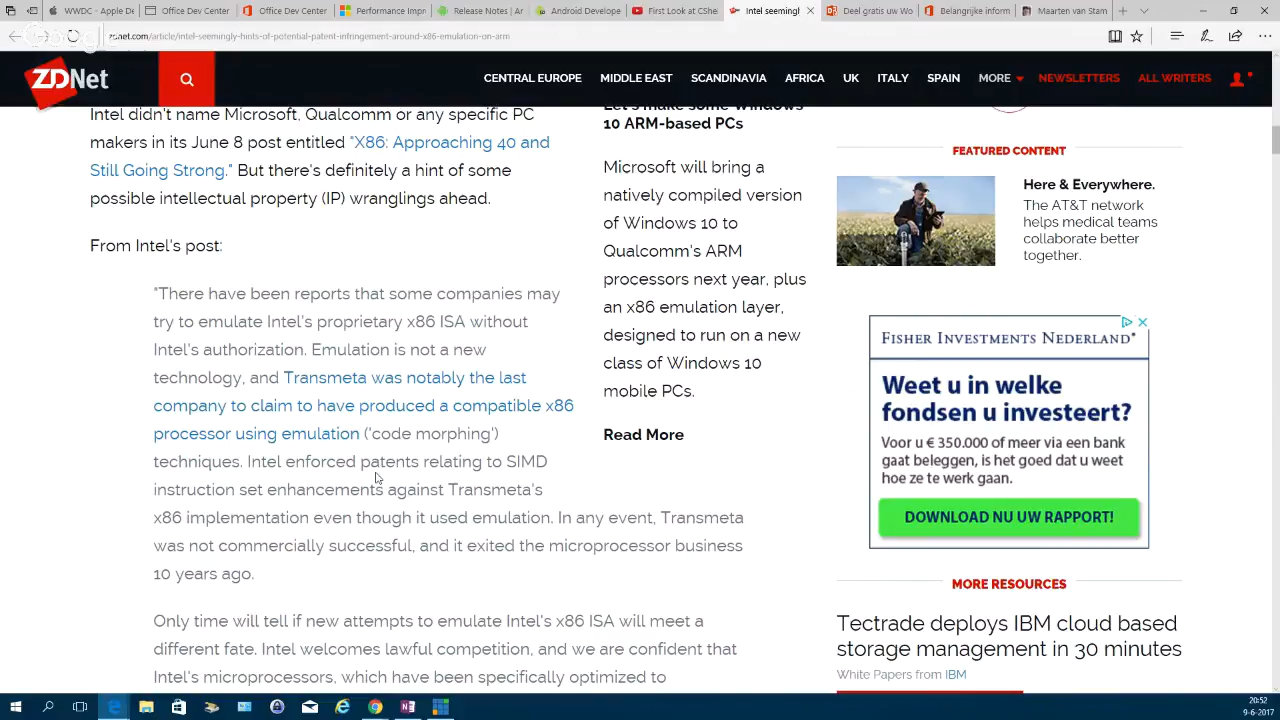 WWDC - Apple De
Office Dev Center
Office Dev Center
Performance Impr
Release Notes | Ar
Android Develope
First Look at CShel
Intel seeming
Deel gratis uw Po
Belangrijke inform
Start Dev Center
.net.com/article/intel-seemingly-hints-of-potential-patent-infringement-around-x86-emulation-on-arm
ZDNet
CENTRAL EUROPE
MIDDLE EAST
SCANDINAVIA
AFRICA
UK
ITALY
SPAIN
MORE
NEWSLETTERS
ALL WRITERS
Intel didn't name Microsoft, Qualcomm or any specific PC
makers in its June 8 post entitled "X86: Approaching 40 and
Still Going Strong." But there's definitely a hint of some
possible intellectual property (IP) wranglings ahead.
From Intel's post:
"There have been reports that some companies may
try to emulate Intel's proprietary x86 ISA without
Intel's authorization. Emulation is not a new
technology, and Transmeta was notably the last
company to claim to have produced a compatible x86
processor using emulation ('code morphing')
techniques. Intel enforced patents relating to SIMD
instruction set enhancements against Transmeta's
x86 implementation even though it used emulation. In any event, Transmeta
was not commercially successful, and it exited the microprocessor business
10 years ago.
Only time will tell if new attempts to emulate Intel's x86 ISA will meet a
different fate. Intel welcomes lawful competition, and we are confident that
Intel's microprocessors, which have been specifically optimized to
Let's make some Windows
10 ARM-based PCs
Microsoft will bring a
natively compiled version
of Windows 10 to
Qualcomm's ARM
processors next year, plus
an x86 emulation layer,
designed to run on a new
class of Windows 10
mobile PCs.
Read More
FEATURED CONTENT
Here & Everywhere.
The AT&T network
helps medical teams
collaborate better
together.
FISHER INVESTMENTS NEDERLAND®
Weet u in welke
fondsen u investeert?
Voor u € 350.000 of meer via een bank
gaat beleggen, is het goed dat u weet
hoe ze te werk gaan.
DOWNLOAD NU UW RAPPORT!
MORE RESOURCES
Tectrade deploys IBM cloud based
storage management in 30 minutes
White Papers from IBM
20:52
9-6-2017